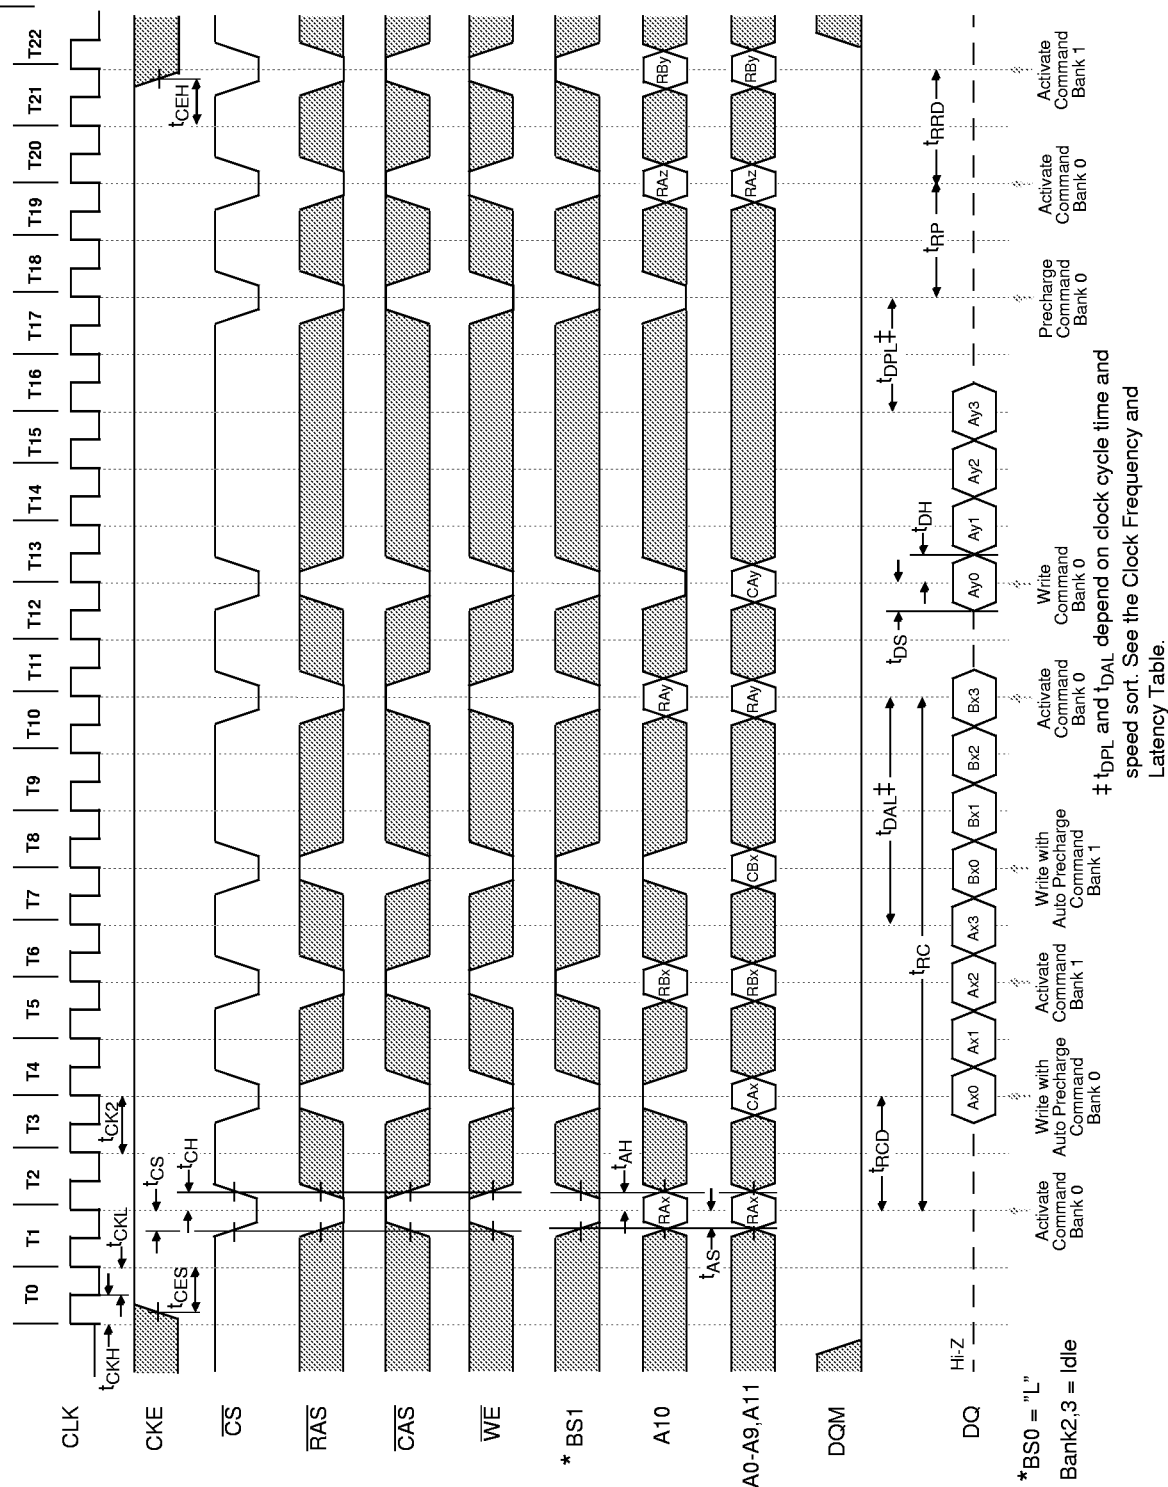 T0 T1 T2 T3 T4 T5 T6 T7 T8 T9 T10 T11 T12 T13 T14 T15 T16 T17 T18 T19 T20 T21 T22
CLK
tCKH tCKL tCK2
CKE
tCES tCS tCH tCEH
CS
RAS
CAS
WE
* BS1
tAH
A10
RAx RBx RAy RAz RBy
tAS
A0-A9,A11
RAx CAx RBx CBx RAy CAy RAz RBy
DQM
tRCD tDAL‡ tDS tDPL‡
tRC tDH tRP tRRD
DQ
Hi-Z
Ax0 Ax1 Ax2 Ax3 Bx0 Bx1 Bx2 Bx3 Ay0 Ay1 Ay2 Ay3
*BS0 = "L"
Bank2,3 = Idle
Activate
Command
Bank 0
Write with
Auto Precharge
Command
Bank 0
Activate
Command
Bank 1
Write with
Auto Precharge
Command
Bank 1
Activate
Command
Bank 0
Write
Command
Bank 0
Precharge
Command
Bank 0
Activate
Command
Bank 0
Activate
Command
Bank 1
‡ tDPL and tDAL depend on clock cycle time and
speed sort. See the Clock Frequency and
Latency Table.